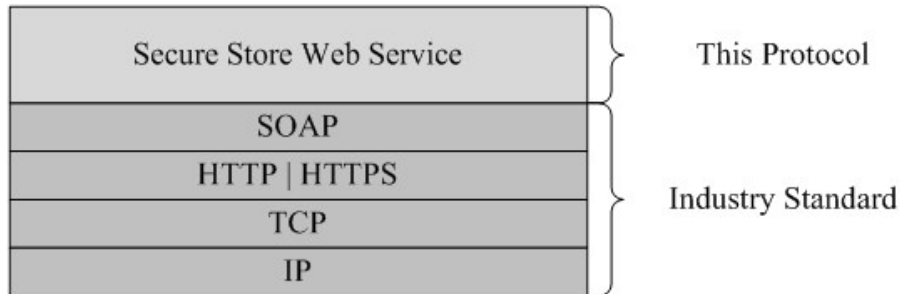 Secure Store Web Service
This Protocol
SOAP
HTTP | HTTPS
TCP
IP
Industry Standard